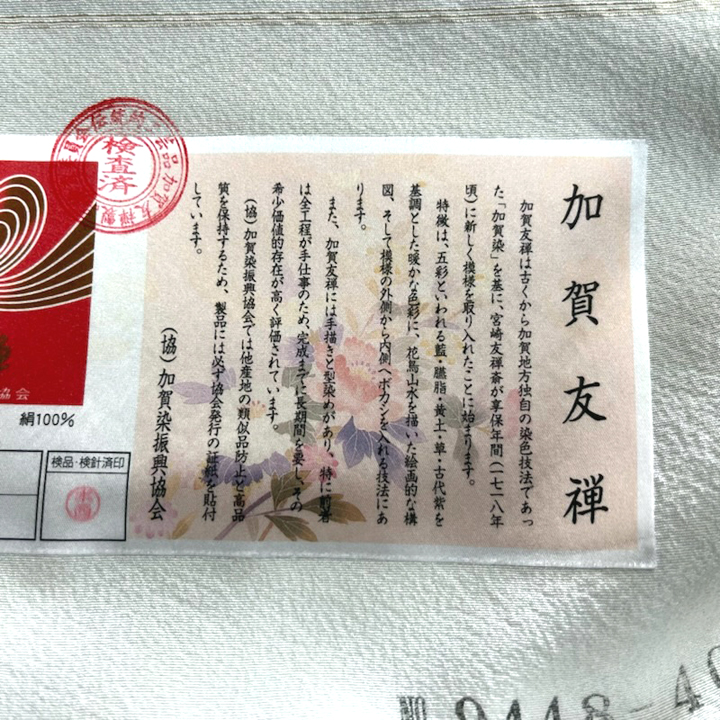 加賀友禅
加賀友禅は古くから加賀地方独自の染色技法であっ
た「加賀染」を基に、宮崎友禅斎が享保年間(一七一八年
頃)に新しく模様を取り入れたことに始まります。
特徴は、五彩といわれる藍・臙脂・黄土・草・古代紫を
基調とした暖かな色彩に、花鳥山水を描いた絵画的な構
図、そして模様の外側から内側へボカシを入れる技法にあ
ります。
また、加賀友禅には手描きと型染めがあり、特に前者
は全工程が手仕事のため、完成までに長期間を要し、その
希少価値的存在が高く評価されています。
(協)加賀染振興協会では他産地の類似品防止と高品
質を保持するため、製品には必ず協会発行の証紙を貼付
しています。
(協)加賀染振興協会
検査済
協会
絹100%
検品・検針済印
NO 9448-4